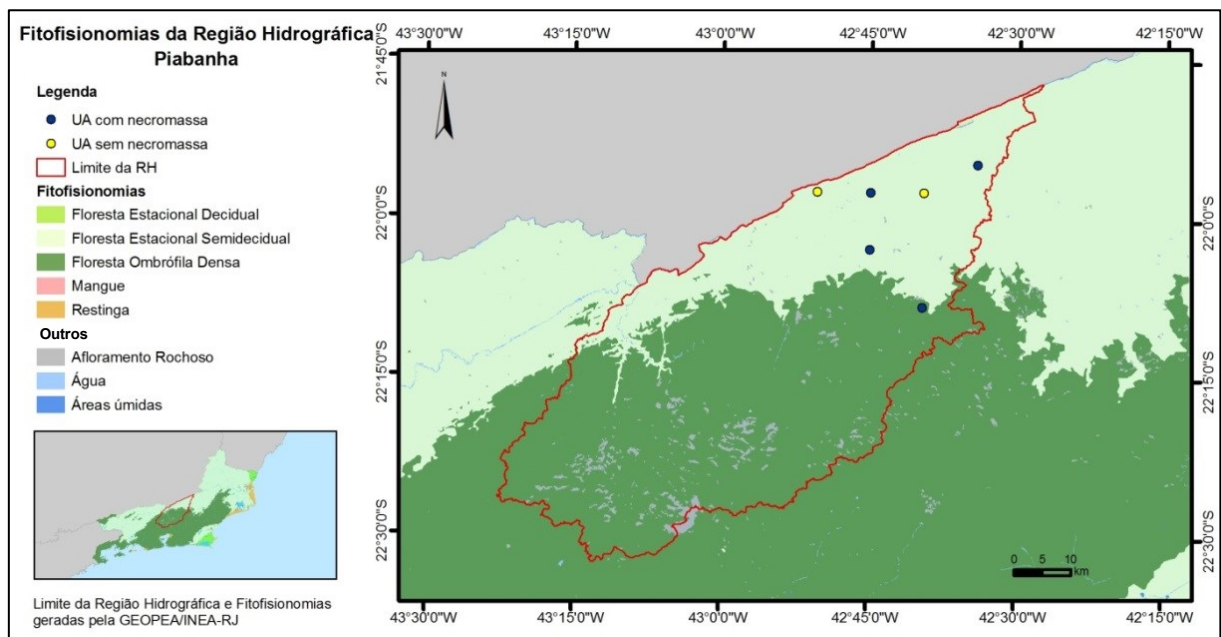 Fitofisionomias da Região Hidrográfica
Piabanha
Legenda
UA com necromassa
UA sem necromassa
Limite da RH
Fitofisionomias
Floresta Estacional Decidual
Floresta Estacional Semidecidual
Floresta Ombrófila Densa
Mangue
Restinga
Outros
Afloramento Rochoso
Água
Áreas úmidas
Limite da Região Hidrográfica e Fitofisionomias
geradas pela GEOPEA/INEA-RJ
43°30'0"W 43°15'0"W 43°0'0"W 42°45'0"W 42°30'0"W 42°15'0"W
21°45'0"S
N
22°0'0"S 22°0'0"S
22°15'0"S 22°15'0"S
22°30'0"S 22°30'0"S
0 5 10
km
43°30'0"W 43°15'0"W 43°0'0"W 42°45'0"W 42°30'0"W 42°15'0"W